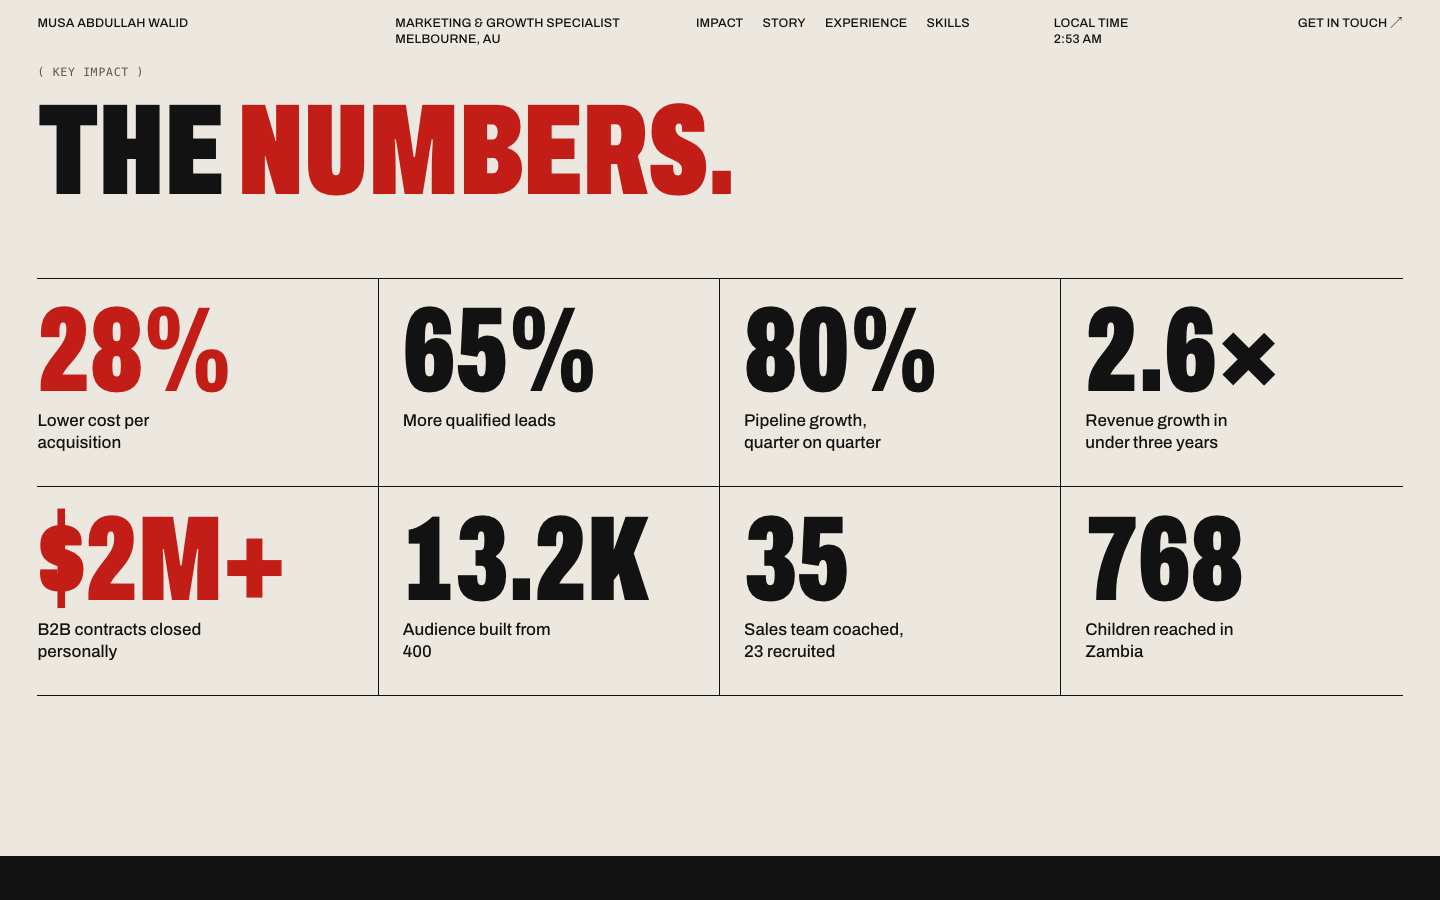 MUSA ABDULLAH WALID
MARKETING & GROWTH SPECIALIST
MELBOURNE, AU
IMPACT STORY EXPERIENCE SKILLS
LOCAL TIME
2:53 AM
GET IN TOUCH ↗
( KEY IMPACT )
THE NUMBERS.
28%
Lower cost per
acquisition
65%
More qualified leads
80%
Pipeline growth,
quarter on quarter
2.6×
Revenue growth in
under three years
$2M+
B2B contracts closed
personally
13.2K
Audience built from
400
35
Sales team coached,
23 recruited
768
Children reached in
Zambia